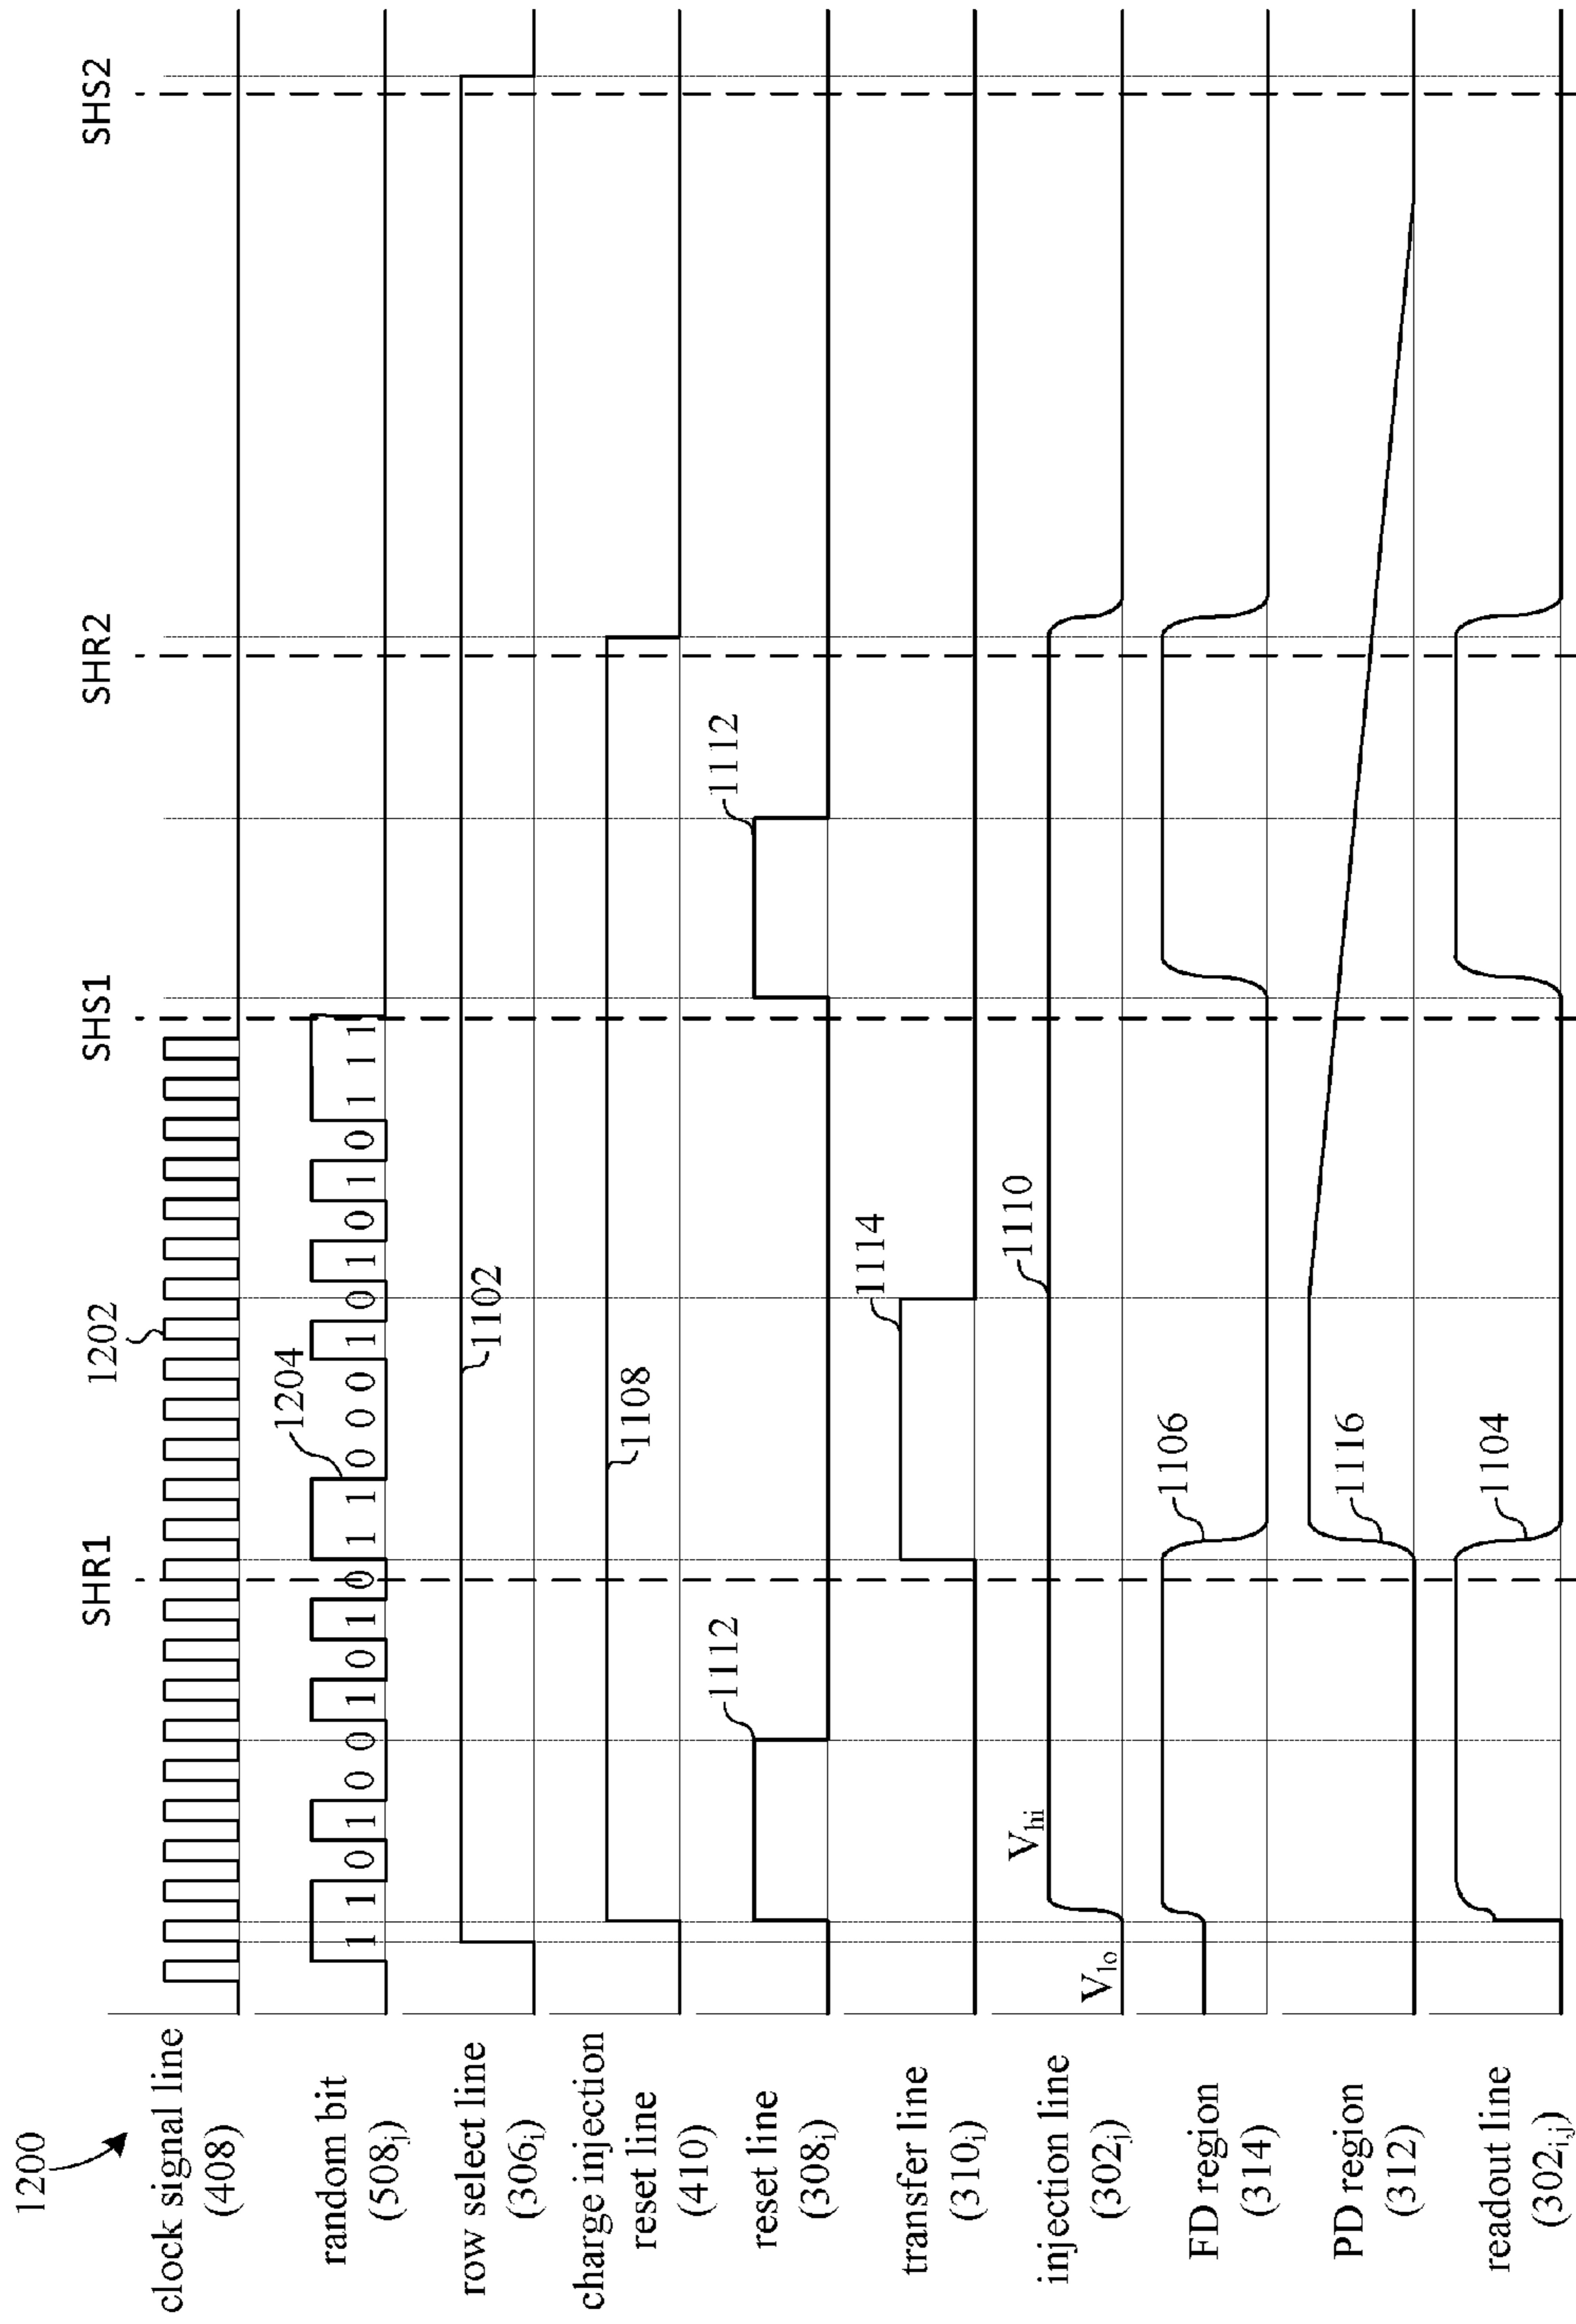 1200
SHR1
1202
SHS1
SHR2
SHS2
clock signal line
(408)
1204
random bit
(508j)
1 1 0 1 0 0 1 0 1 0 1 1 0 0 0 1 0 1 0 1 0 1 1 1
row select line
(306i)
1102
charge injection
reset line
(410)
1108
reset line
(308i)
1112
1112
transfer line
(310i)
1114
injection line
(302j)
Vlo
Vhi
1110
FD region
(314)
1106
PD region
(312)
1116
readout line
(302i,j)
1104